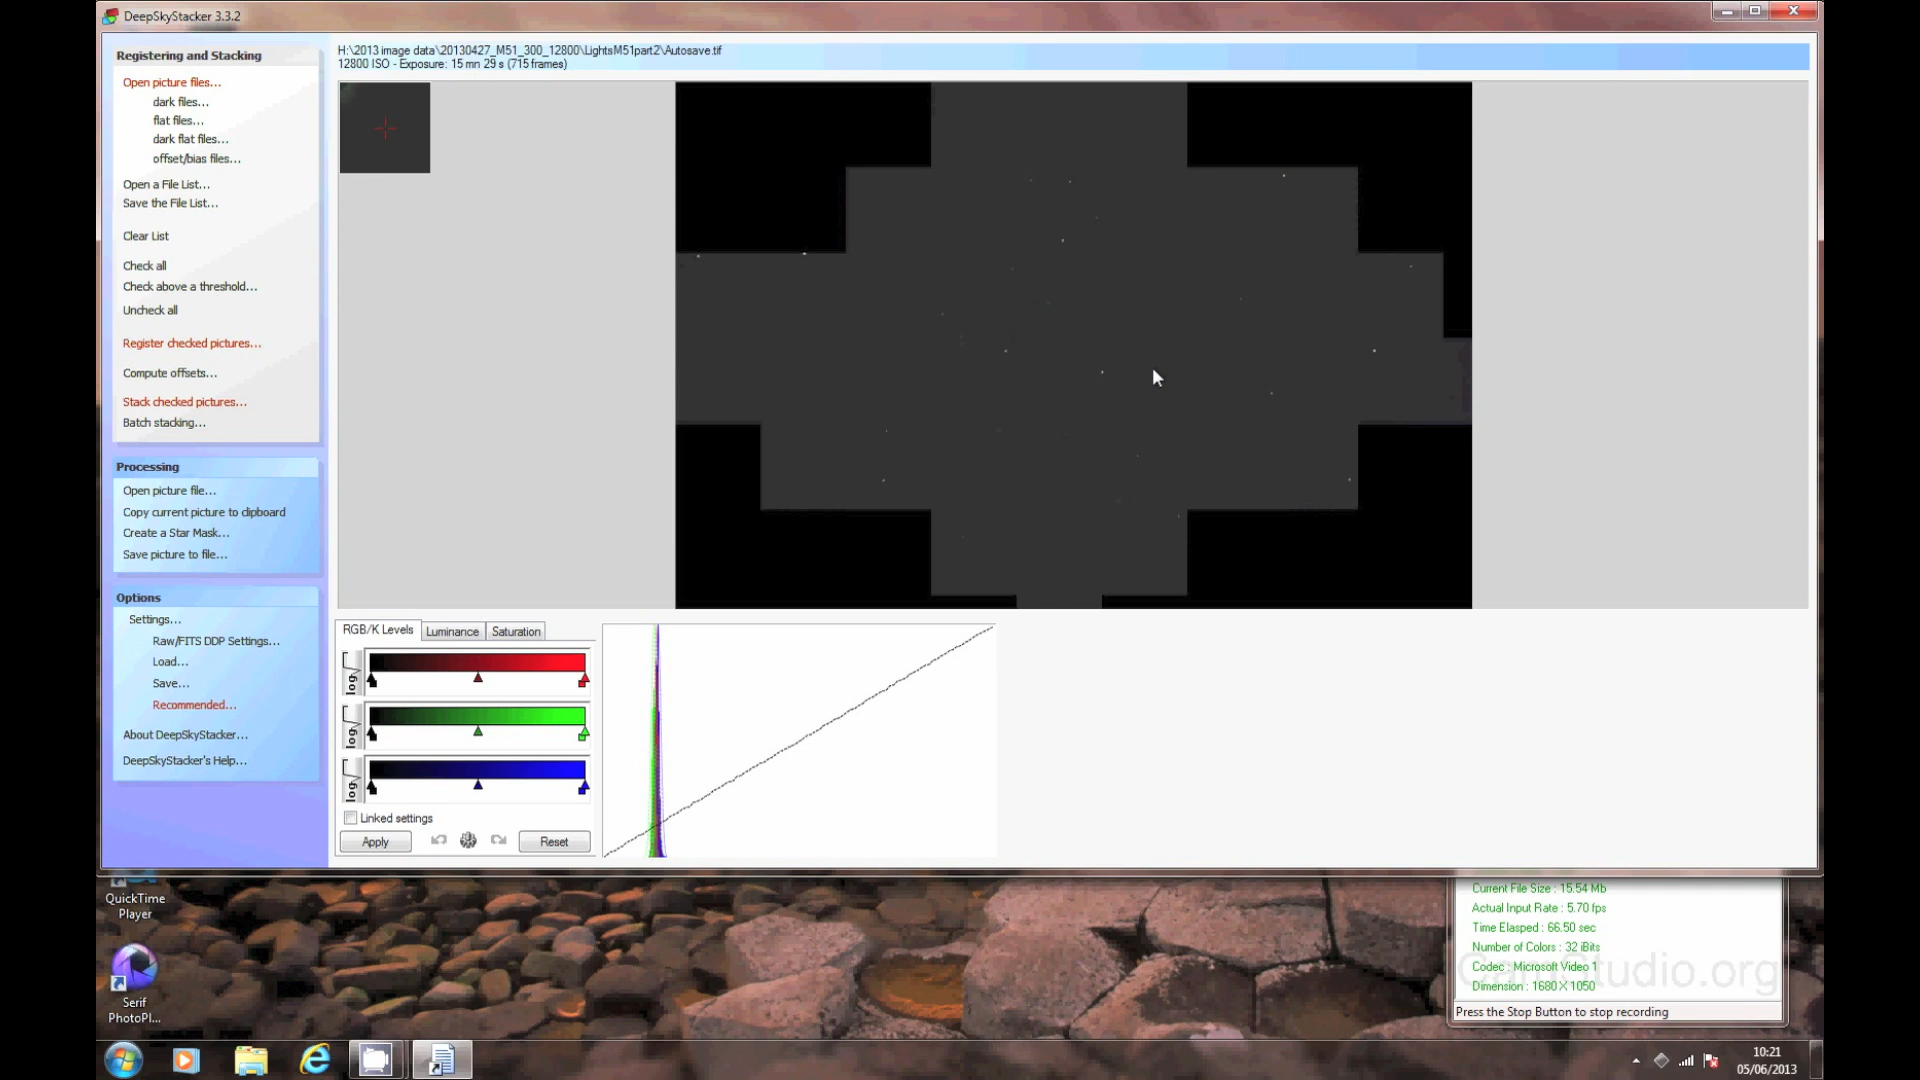 DeepSkyStacker 3.3.2
Registering and Stacking
Open picture files...
dark files...
flat files...
dark flat files...
offset/bias files...
Open a File List...
Save the File List...
Clear List
Check all
Check above a threshold...
Uncheck all
Register checked pictures...
Compute offsets...
Stack checked pictures...
Batch stacking...
Processing
Open picture file...
Copy current picture to clipboard
Create a Star Mask...
Save picture to file...
Options
Settings...
Raw/FITS DDP Settings...
Load...
Save...
Recommended...
About DeepSkyStacker...
DeepSkyStacker's Help...
H:\2013 image data\20130427_M51_300_12800\LightsM51part2\Autosave.tif
12800 ISO - Exposure: 15 mn 29 s (715 frames)
RGB/K Levels
Luminance
Saturation
log
log
log
Linked settings
Apply
Reset
QuickTime
Player
Serif
PhotoPl...
Current File Size : 15.54 Mb
Actual Input Rate : 5.70 fps
Time Elasped : 66.50 sec
Number of Colors : 32 iBits
Codec : Microsoft Video 1
Dimension : 1680 X 1050
CamStudio.org
Press the Stop Button to stop recording
10:21
05/06/2013